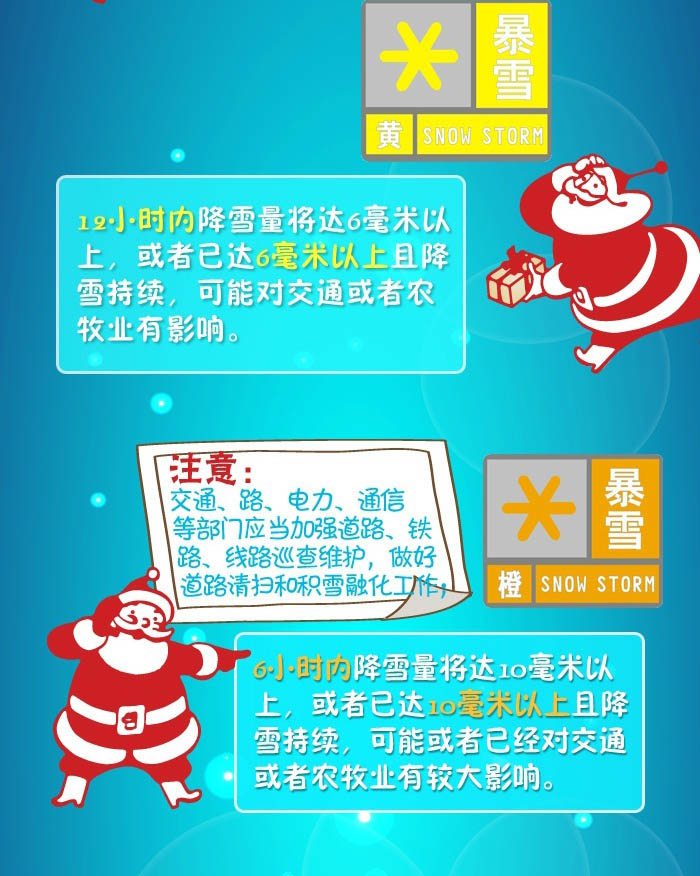 暴雪
黄 SNOW STORM
12小时内降雪量将达6毫米以
上，或者已达6毫米以上且降
雪持续，可能对交通或者农
牧业有影响。
注意：
交通、路、电力、通信
等部门应当加强道路、铁
路、线路巡查维护，做好
道路清扫和积雪融化工作；
暴雪
橙 SNOW STORM
6小时内降雪量将达10毫米以
上，或者已达10毫米以上且降
雪持续，可能或者已经对交通
或者农牧业有较大影响。